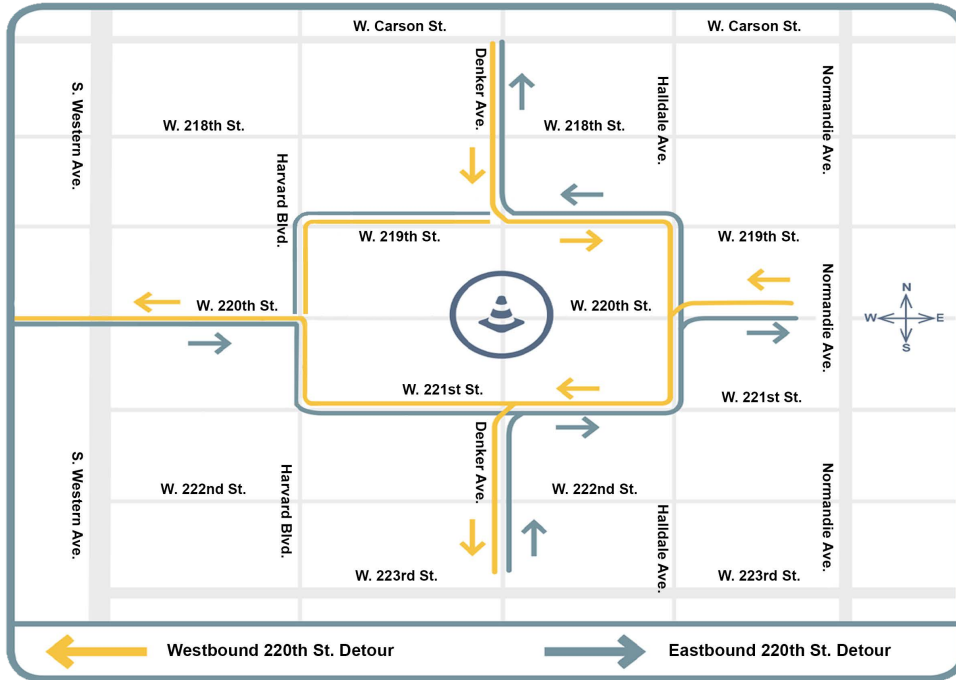 W. Carson St.
W. Carson St.
S. Western Ave.
Denker Ave.
Halldale Ave.
Normandie Ave.
W. 218th St.
W. 218th St.
Harvard Blvd.
W. 219th St.
W. 219th St.
W. 220th St.
W. 220th St.
Normandie Ave.
N
W
E
S
W. 221st St.
W. 221st St.
S. Western Ave.
Harvard Blvd.
Denker Ave.
Halldale Ave.
Normandie Ave.
W. 222nd St.
W. 222nd St.
W. 223rd St.
W. 223rd St.
Westbound 220th St. Detour
Eastbound 220th St. Detour